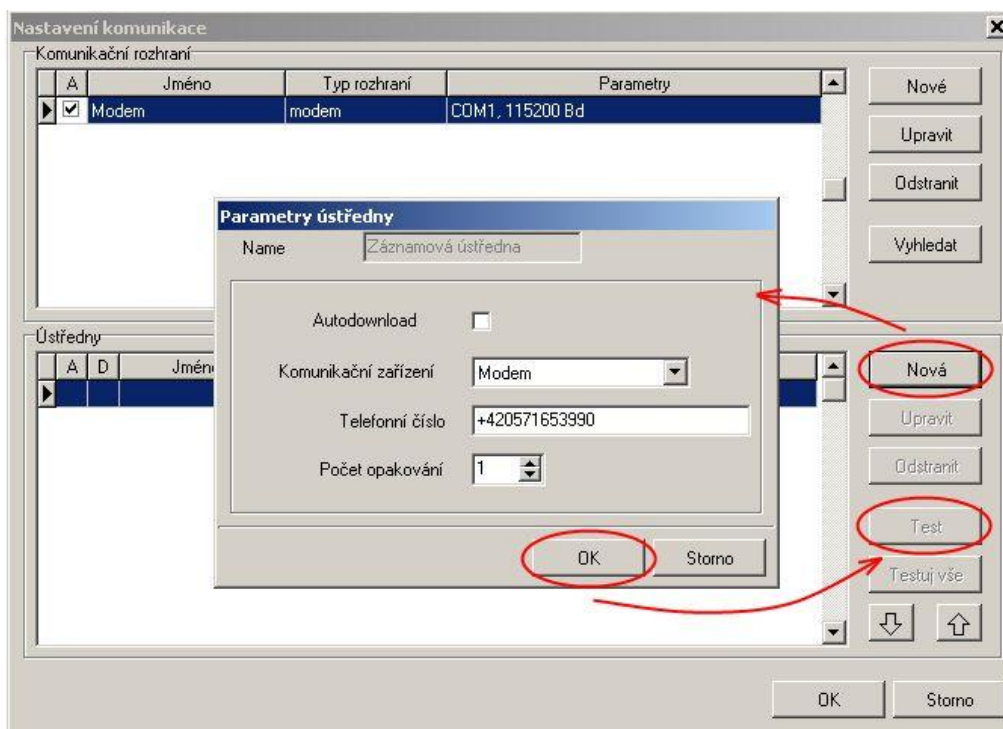 Nastavení komunikace
Komunikační rozhraní
A Jméno Typ rozhraní Parametry
Modem modem COM1, 115200 Bd
Nové
Upravit
Odstranit
Vyhledat
Parametry ústředny
Name Záznamová ústředna
Autodownload
Komunikační zařízení Modem
Telefonní číslo +420571653990
Počet opakování 1
OK Storno
Ústředny
A D Jmén
Nová
Upravit
Odstranit
Test
Testuj vše
OK Storno